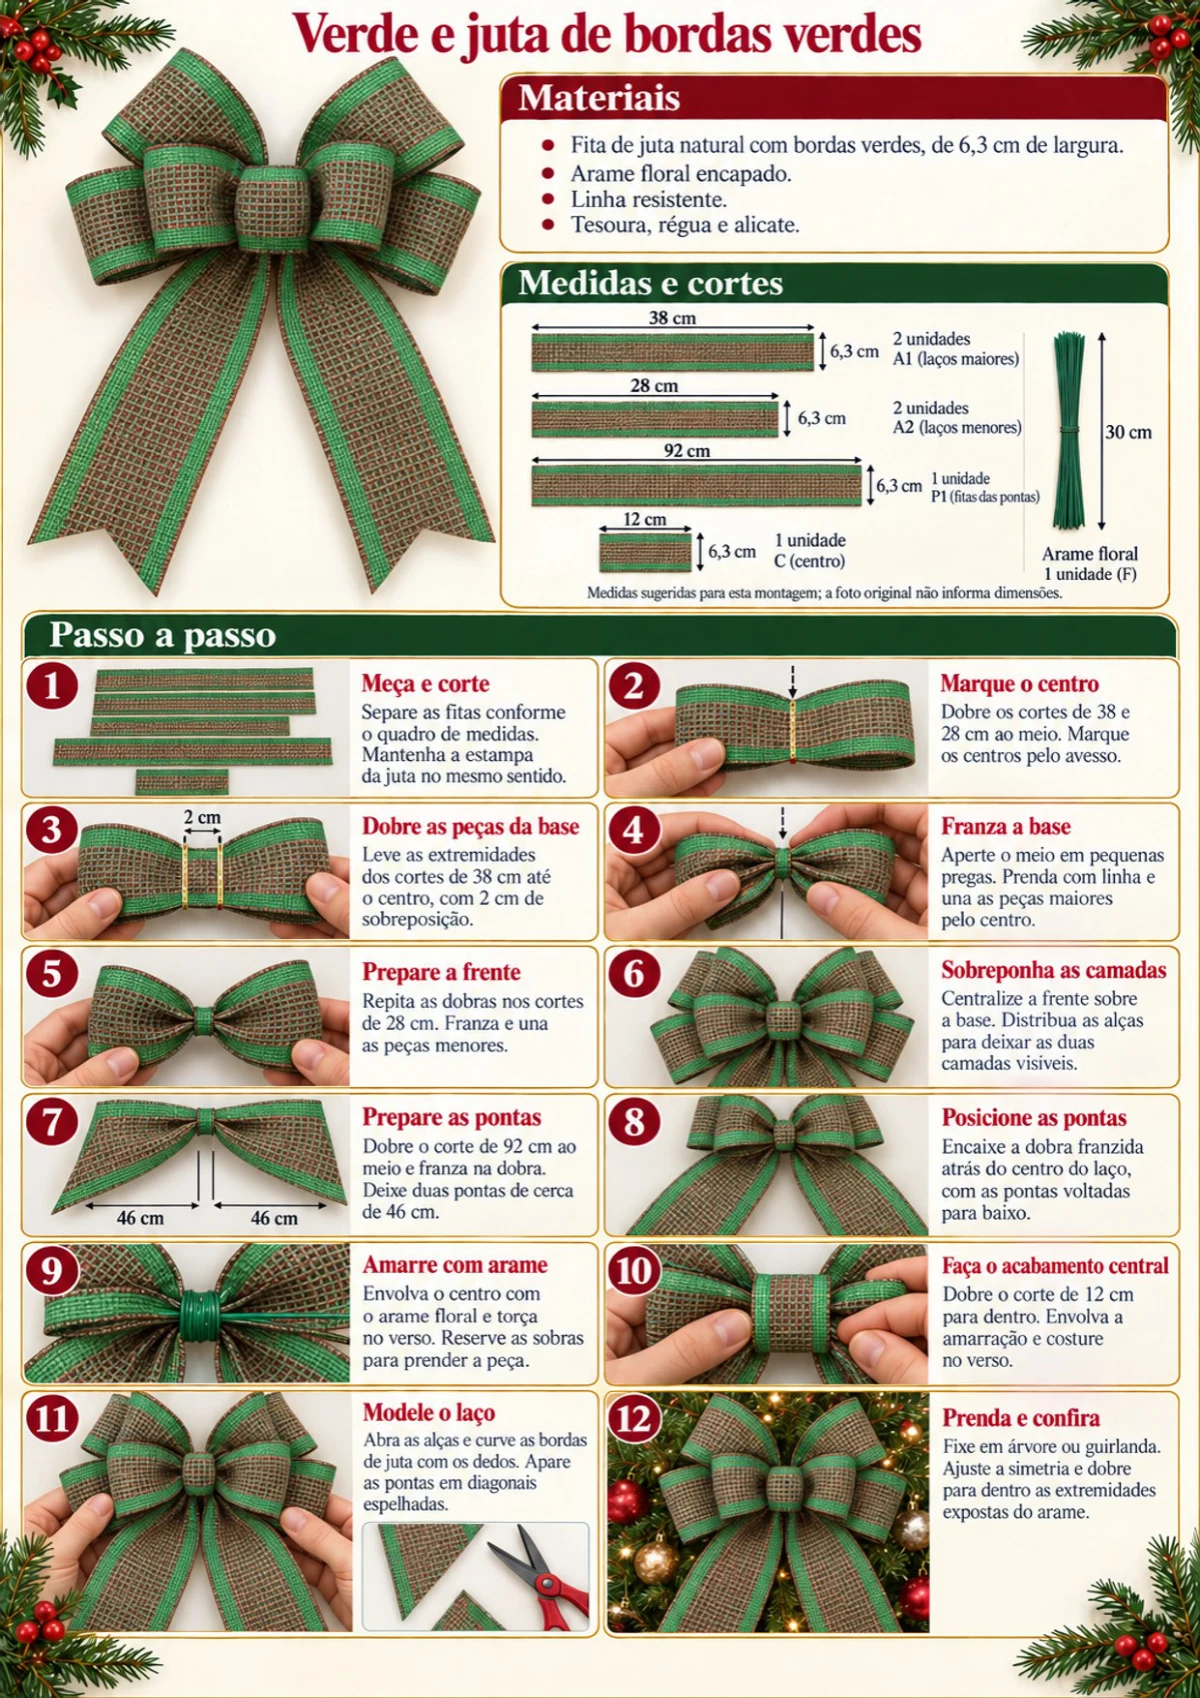 Verde e juta de bordas verdes
Materiais
• Fita de juta natural com bordas verdes, de 6,3 cm de largura.
• Arame floral encapado.
• Linha resistente.
• Tesoura, régua e alicate.
Medidas e cortes
38 cm
6,3 cm
2 unidades
A1 (laços maiores)
28 cm
6,3 cm
2 unidades
A2 (laços menores)
92 cm
6,3 cm
1 unidade
P1 (fitas das pontas)
12 cm
6,3 cm
1 unidade
C (centro)
30 cm
Arame floral
1 unidade (F)
Medidas sugeridas para esta montagem; a foto original não informa dimensões.
Passo a passo
1
Meça e corte
Separe as fitas conforme
o quadro de medidas.
Mantenha a estampa
da juta no mesmo sentido.
2
Marque o centro
Dobre os cortes de 38 e
28 cm ao meio. Marque
os centros pelo avesso.
3
2 cm
Dobre as peças da base
Leve as extremidades
dos cortes de 38 cm até
o centro, com 2 cm de
sobreposição.
4
Franza a base
Aperte o meio em pequenas
pregas. Prenda com linha e
una as peças maiores
pelo centro.
5
Prepare a frente
Repita as dobras nos cortes
de 28 cm. Franza e una
as peças menores.
6
Sobreponha as camadas
Centralize a frente sobre
a base. Distribua as alças
para deixar as duas
camadas visíveis.
7
46 cm
46 cm
Prepare as pontas
Dobre o corte de 92 cm ao
meio e franza na dobra.
Deixe duas pontas de cerca
de 46 cm.
8
Posicione as pontas
Encaixe a dobra franzida
atrás do centro do laço,
com as pontas voltadas
para baixo.
9
Amarre com arame
Envolva o centro com
o arame floral e torça
no verso. Reserve as sobras
para prender a peça.
10
Faça o acabamento central
Dobre o corte de 12 cm
para dentro. Envolva a
amarração e costure
no verso.
11
Modele o laço
Abra as alças e curve as bordas
de juta com os dedos. Apare
as pontas em diagonais
espelhadas.
12
Prenda e confira
Fixe em árvore ou guirlanda.
Ajuste a simetria e dobre
para dentro as extremidades
expostas do arame.